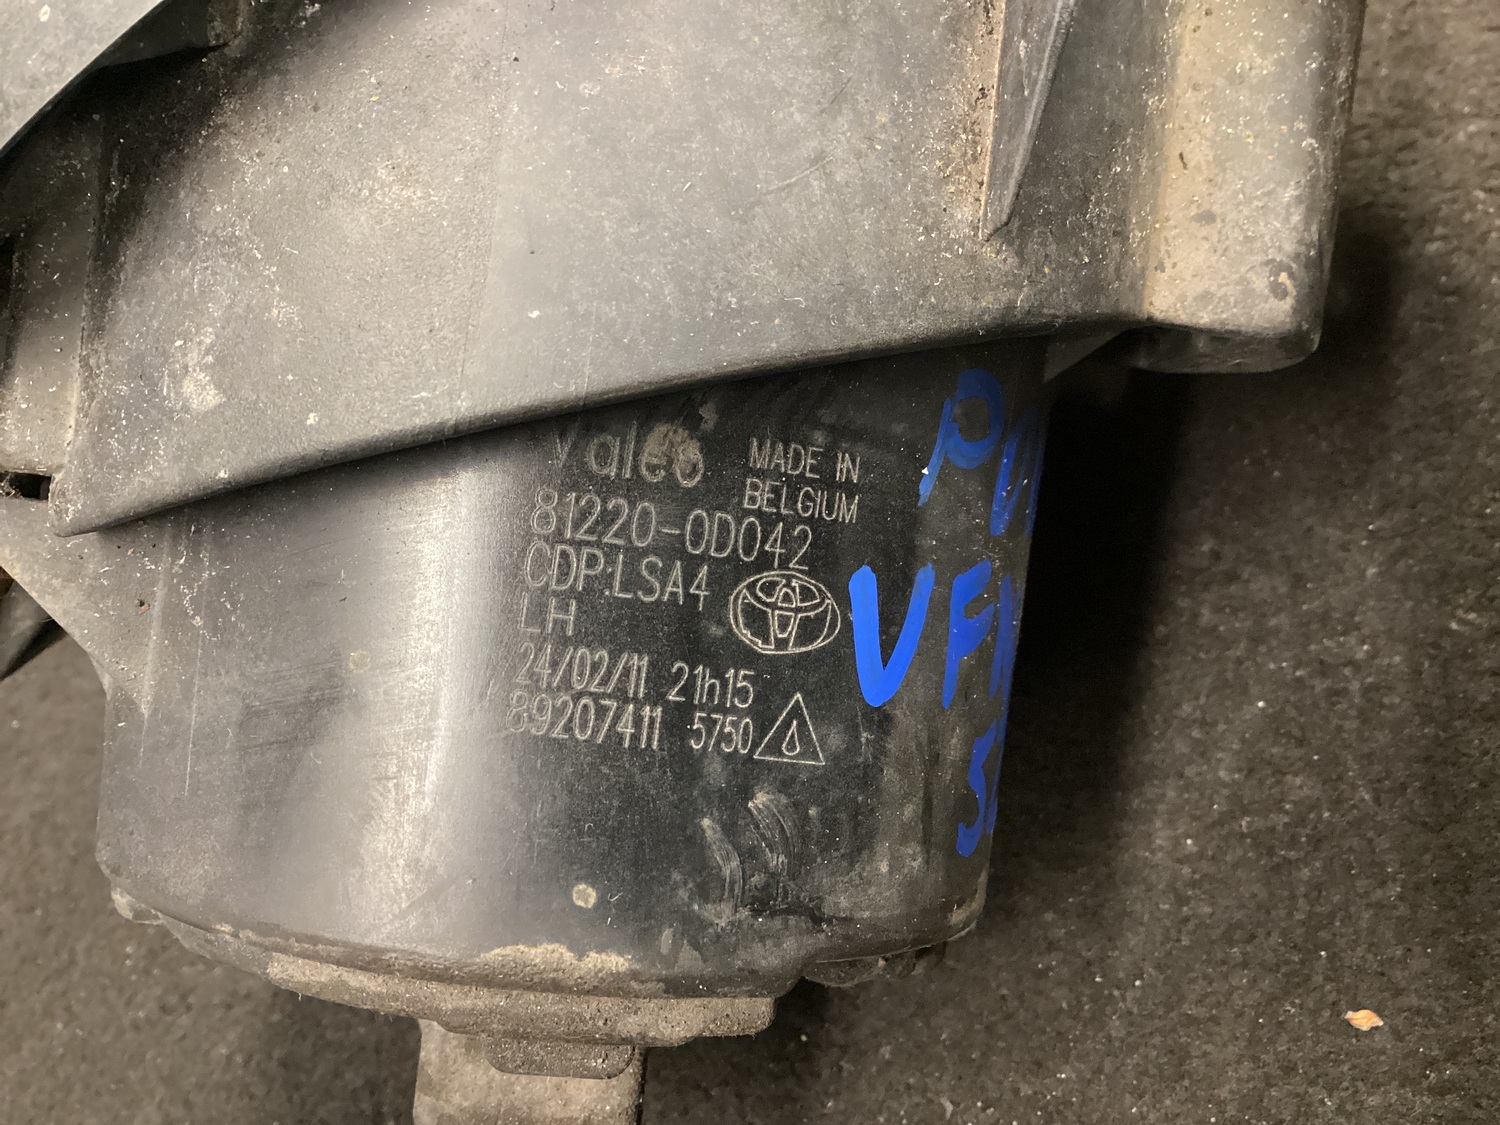 Valeo
MADE IN
BELGIUM
81220-0D042
CDP:LSA4
LH
24/02/11 21h15
89207411 5750